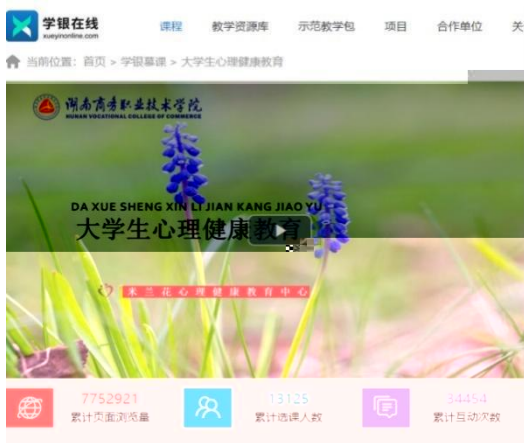 学银在线
xueyinonline.com
课程 教学资源库 示范教学包 项目 合作单位 关
当前位置：首页 > 学银慕课 > 大学生心理健康教育
湖南商务职业技术学院
HUNAN VOCATIONAL COLLEGE OF COMMERCE
DA XUE SHENG XIN LI JIAN KANG JIAO YU
大学生心理健康教育
米兰花心理健康教育中心
7752921 13125 34454
累计页面浏览量 累计选课人数 累计互动次数